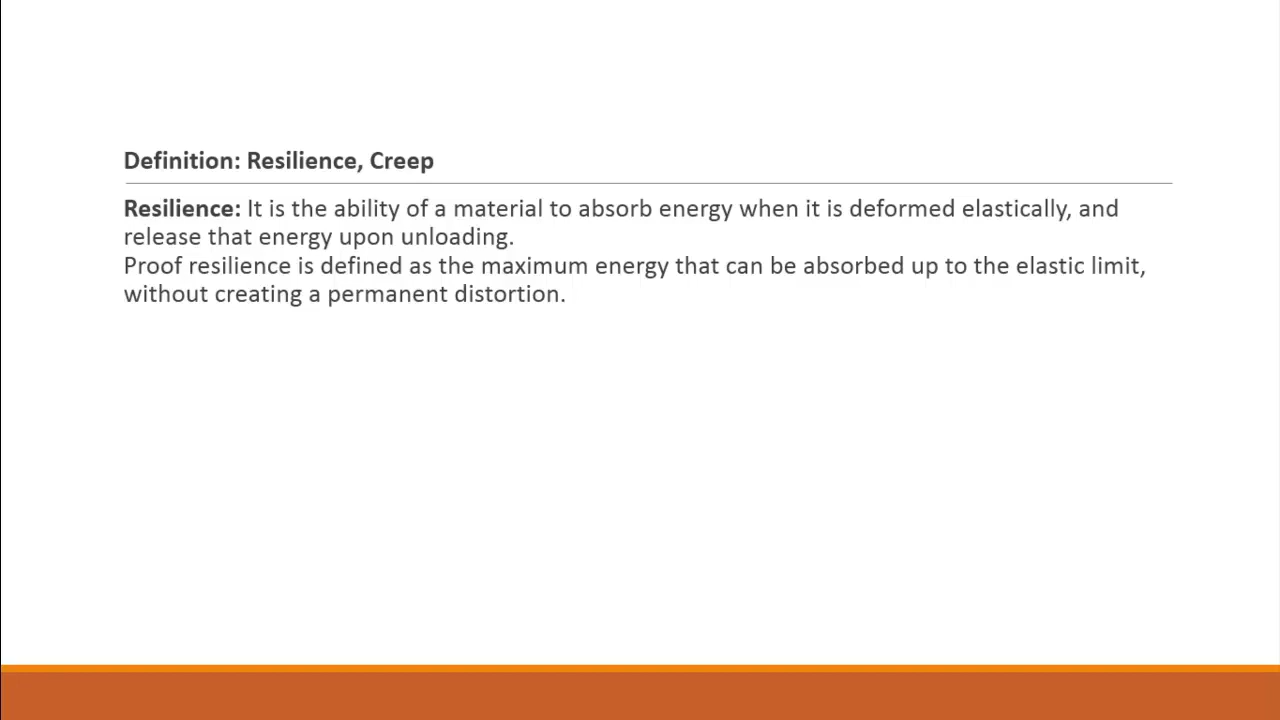 Definition: Resilience, Creep
Resilience: It is the ability of a material to absorb energy when it is deformed elastically, and
release that energy upon unloading.
Proof resilience is defined as the maximum energy that can be absorbed up to the elastic limit,
without creating a permanent distortion.